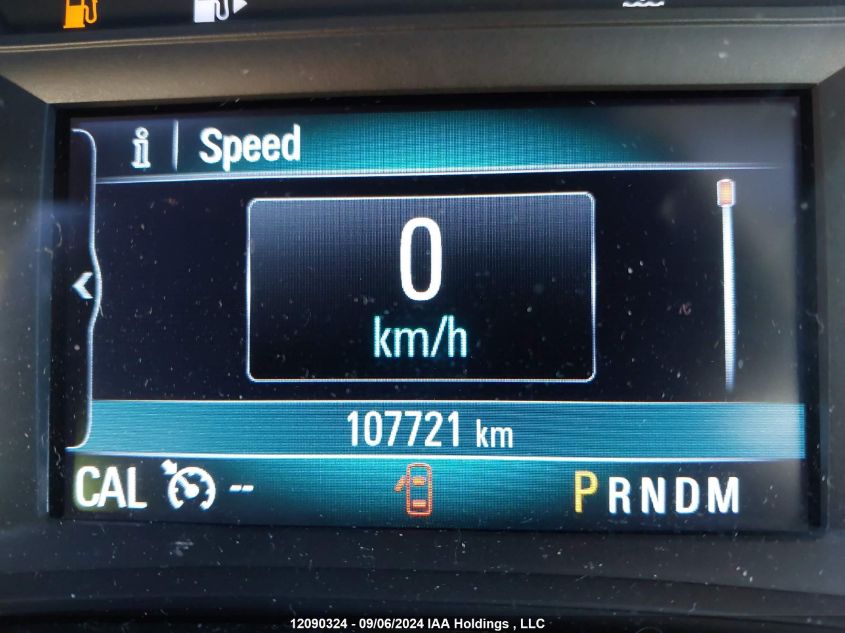 i Speed
0
km/h
107721 km
CAL --
PRNDM
12090324 - 09/06/2024 IAA Holdings , LLC